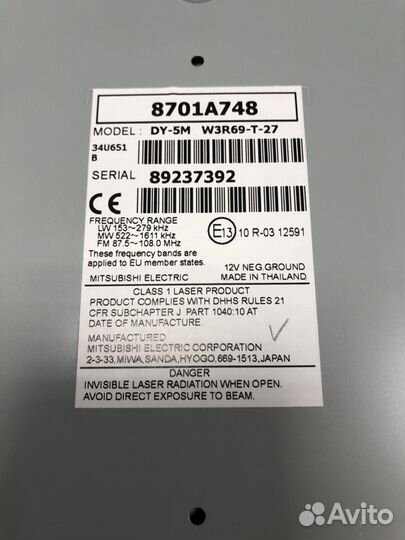 8701A748
MODEL : DY-5M W3R69-T-27
34U651
B
SERIAL 89237392
CE
FREQUENCY RANGE
LW 153~279 kHz
MW 522~1611 kHz
FM 87.5~108.0 MHz
E13 10 R-03 12591
These frequency bands are
applied to EU member states.
12V NEG.GROUND
MITSUBISHI ELECTRIC
MADE IN THAILAND
CLASS 1 LASER PRODUCT
PRODUCT COMPLIES WITH DHHS RULES 21
CFR SUBCHAPTER J PART 1040:10 AT
DATE OF MANUFACTURE.
MANUFACTURED
MITSUBISHI ELECTRIC CORPORATION
2-3-33,MIWA,SANDA,HYOGO,669-1513,JAPAN
DANGER
INVISIBLE LASER RADIATION WHEN OPEN.
AVOID DIRECT EXPOSURE TO BEAM.
Avito